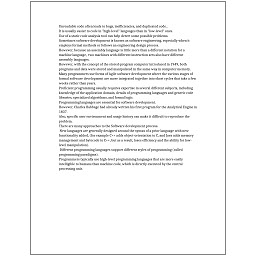 Unreadable code often leads to bugs, inefficiencies, and duplicated code.
It is usually easier to code in "high-level" languages than in "low-level" ones.
Use of a static code analysis tool can help detect some possible problems.
Sometimes software development is known as software engineering, especially when it
employs formal methods or follows an engineering design process.
However, because an assembly language is little more than a different notation for a
machine language, two machines with different instruction sets also have different
assembly languages.
However, with the concept of the stored-program computer introduced in 1949, both
programs and data were stored and manipulated in the same way in computer memory.
Many programmers use forms of Agile software development where the various stages of
formal software development are more integrated together into short cycles that take a few
weeks rather than years.
Proficient programming usually requires expertise in several different subjects, including
knowledge of the application domain, details of programming languages and generic code
libraries, specialized algorithms, and formal logic.
Programming languages are essential for software development.
However, Charles Babbage had already written his first program for the Analytical Engine in
1837.
Also, specific user environment and usage history can make it difficult to reproduce the
problem.
There are many approaches to the Software development process.
New languages are generally designed around the syntax of a prior language with new
functionality added, (for example C++ adds object-orientation to C, and Java adds memory
management and bytecode to C++, but as a result, loses efficiency and the ability for low-
level manipulation).
Different programming languages support different styles of programming (called
programming paradigms).
Programmers typically use high-level programming languages that are more easily
intelligible to humans than machine code, which is directly executed by the central
processing unit.